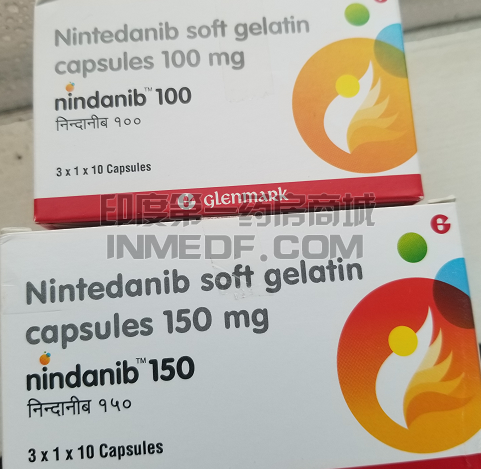 Nintedanib soft gelatin
capsules 100 mg
nindanib™ 100
निन्दानीब १००
3 x 1 x 10 Capsules
G GLENMARK
印度第一药房商城
INMEDF.COM
G
Nintedanib soft gelatin
capsules 150 mg
nindanib™ 150
निन्दानीब १५०
3 x 1 x 10 Capsules